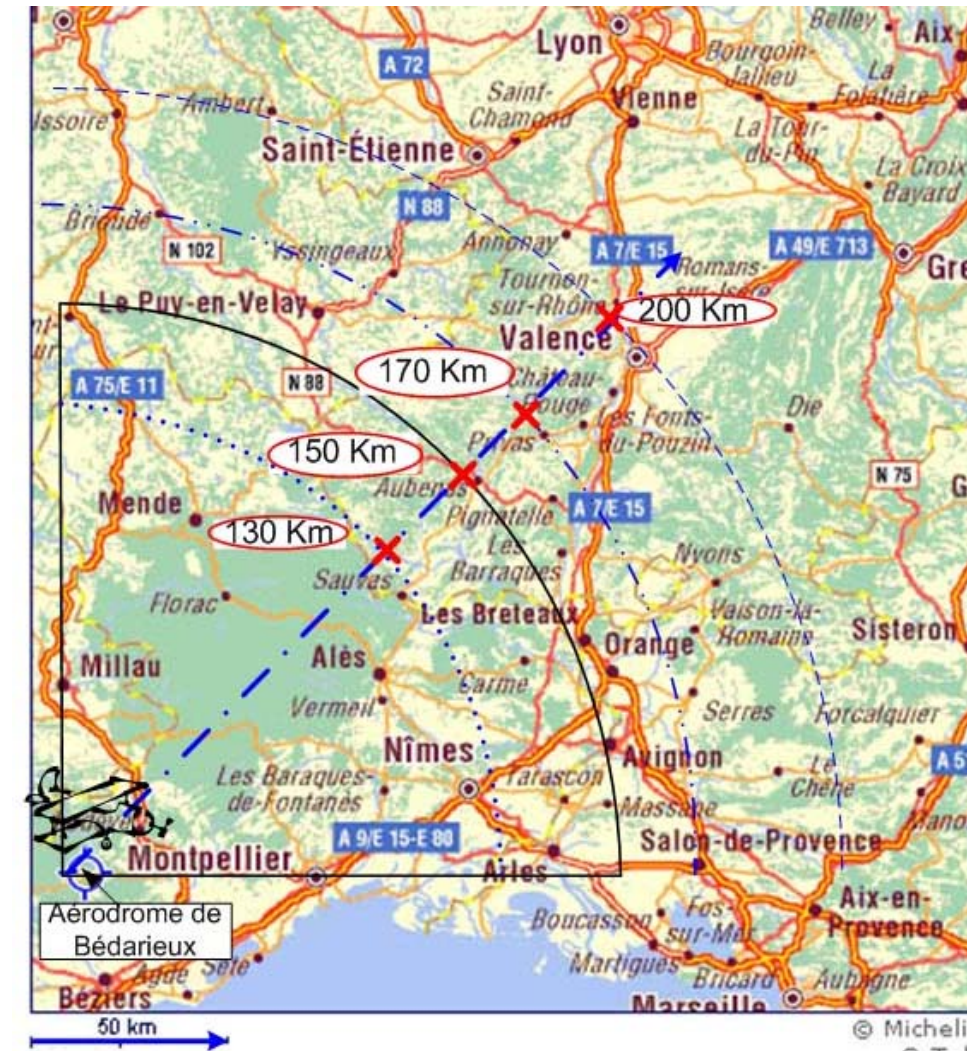 Belley
Lyon
Aix-
A 72
Bourgoin-
Jallieu
La
Folatière
Saint-
Chamond
Vienne
Ambert
Issoire
La Tour-
du-Pin
Saint-Étienne
La Croix
Bayard
N 88
Brioude
N 102
Yssingeaux
Annonay
A 7/E 15
A 49/E 713
Gre
Tournon-
sur-Rhône
Romans-
sur-Isère
Le Puy-en-Velay
200 Km
Valence
170 Km
A 75/E 11
N 88
Château-
Rouge
Les Fonts-
du-Pouzin
Die
Privas
150 Km
Aubenas
N 75
Mende
Pignatelle
A 7/E 15
130 Km
Les
Barraques
Nyons
Sauvas
Florac
Les Breteaux
Vaison-la-
Romaine
Sisteron
Orange
Millau
Alès
Carme
Vermeil
Serres
Forcalquier
Nîmes
Avignon
A 51
Les Baraques-
de-Fontanès
Tarascon
Le
Chêne
Massane
Mano
A 9/E 15-E 80
Salon-de-Provence
Montpellier
Arles
Aix-en-
Provence
Aérodrome de
Bédarieux
Boucasson
Fos-
sur-Mer
Martigues
Bricard
Aubagne
Agde
Sète
Béziers
Marseille
50 km
© Micheli